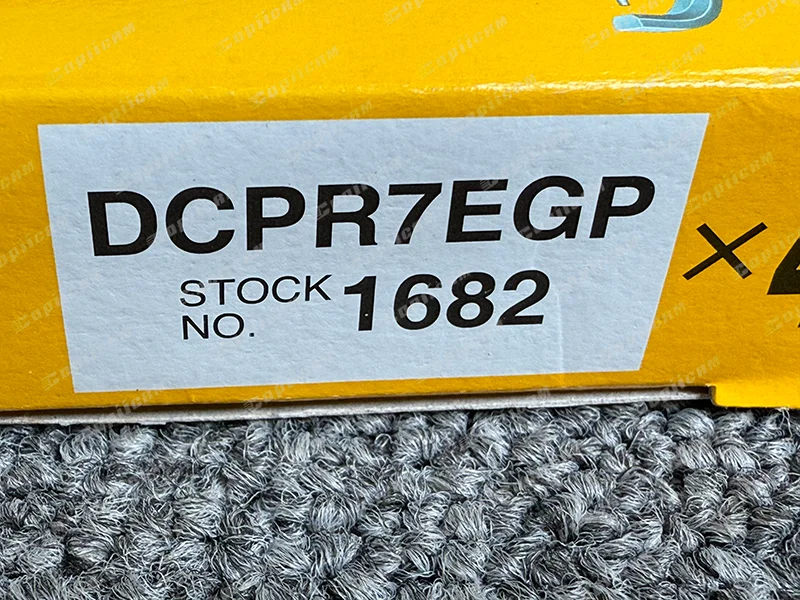 DCPR7EGP
STOCK
NO. 1682
×